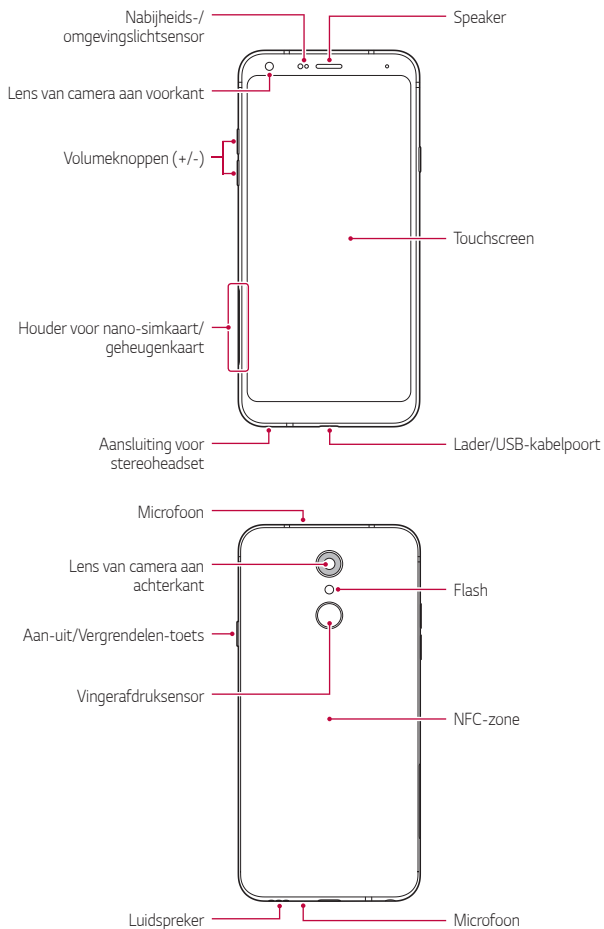 Nabijheids-/
omgevingslichtsensor
Speaker
Lens van camera aan voorkant
Volumeknoppen (+/-)
Touchscreen
Houder voor nano-simkaart/
geheugenkaart
Aansluiting voor
stereoheadset
Lader/USB-kabelpoort
Microfoon
Lens van camera aan
achterkant
Flash
Aan-uit/Vergrendelen-toets
Vingerafdruksensor
NFC-zone
Luidspreker
Microfoon